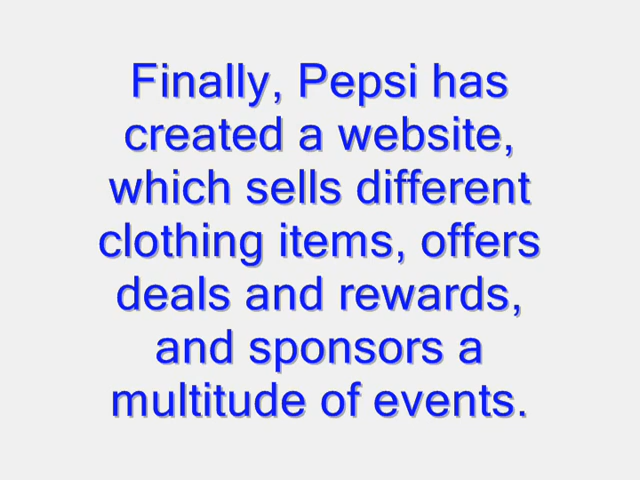 Finally, Pepsi has
created a website,
which sells different
clothing items, offers
deals and rewards,
and sponsors a
multitude of events.